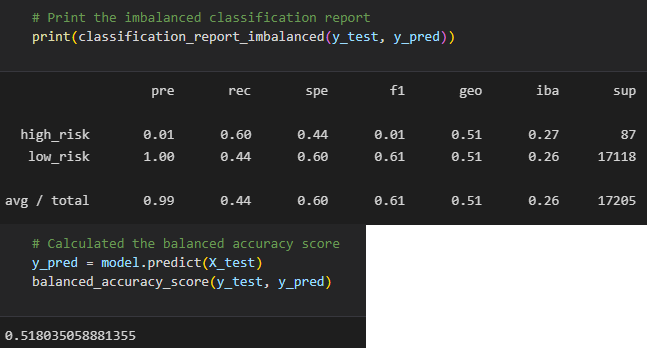 # Print the imbalanced classification report
print(classification_report_imbalanced(y_test, y_pred))
pre rec spe f1 geo iba sup
high_risk 0.01 0.60 0.44 0.01 0.51 0.27 87
low_risk 1.00 0.44 0.60 0.61 0.51 0.26 17118
avg / total 0.99 0.44 0.60 0.61 0.51 0.26 17205
# Calculated the balanced accuracy score
y_pred = model.predict(X_test)
balanced_accuracy_score(y_test, y_pred)
0.518035058881355